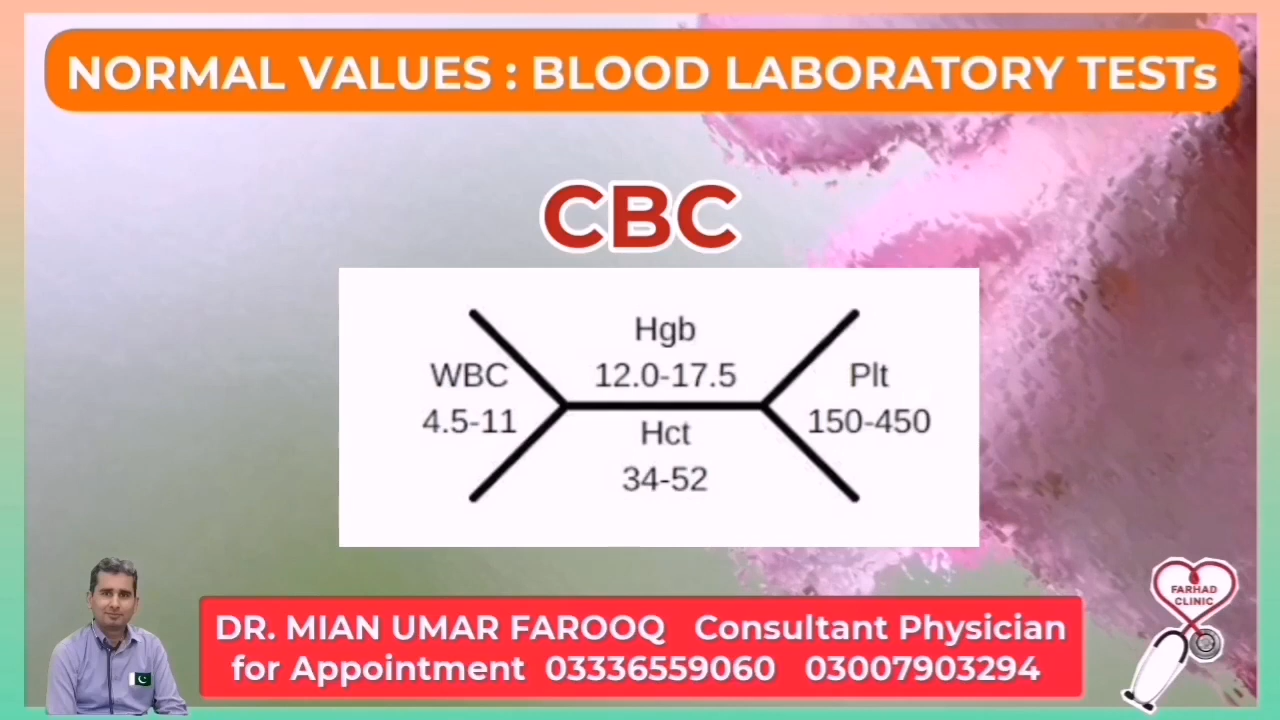 NORMAL VALUES : BLOOD LABORATORY TESTs
CBC
Hgb
12.0-17.5
WBC
4.5-11
Plt
150-450
Hct
34-52
DR. MIAN UMAR FAROOQ Consultant Physician
for Appointment 03336559060 03007903294
FARHAD
CLINIC